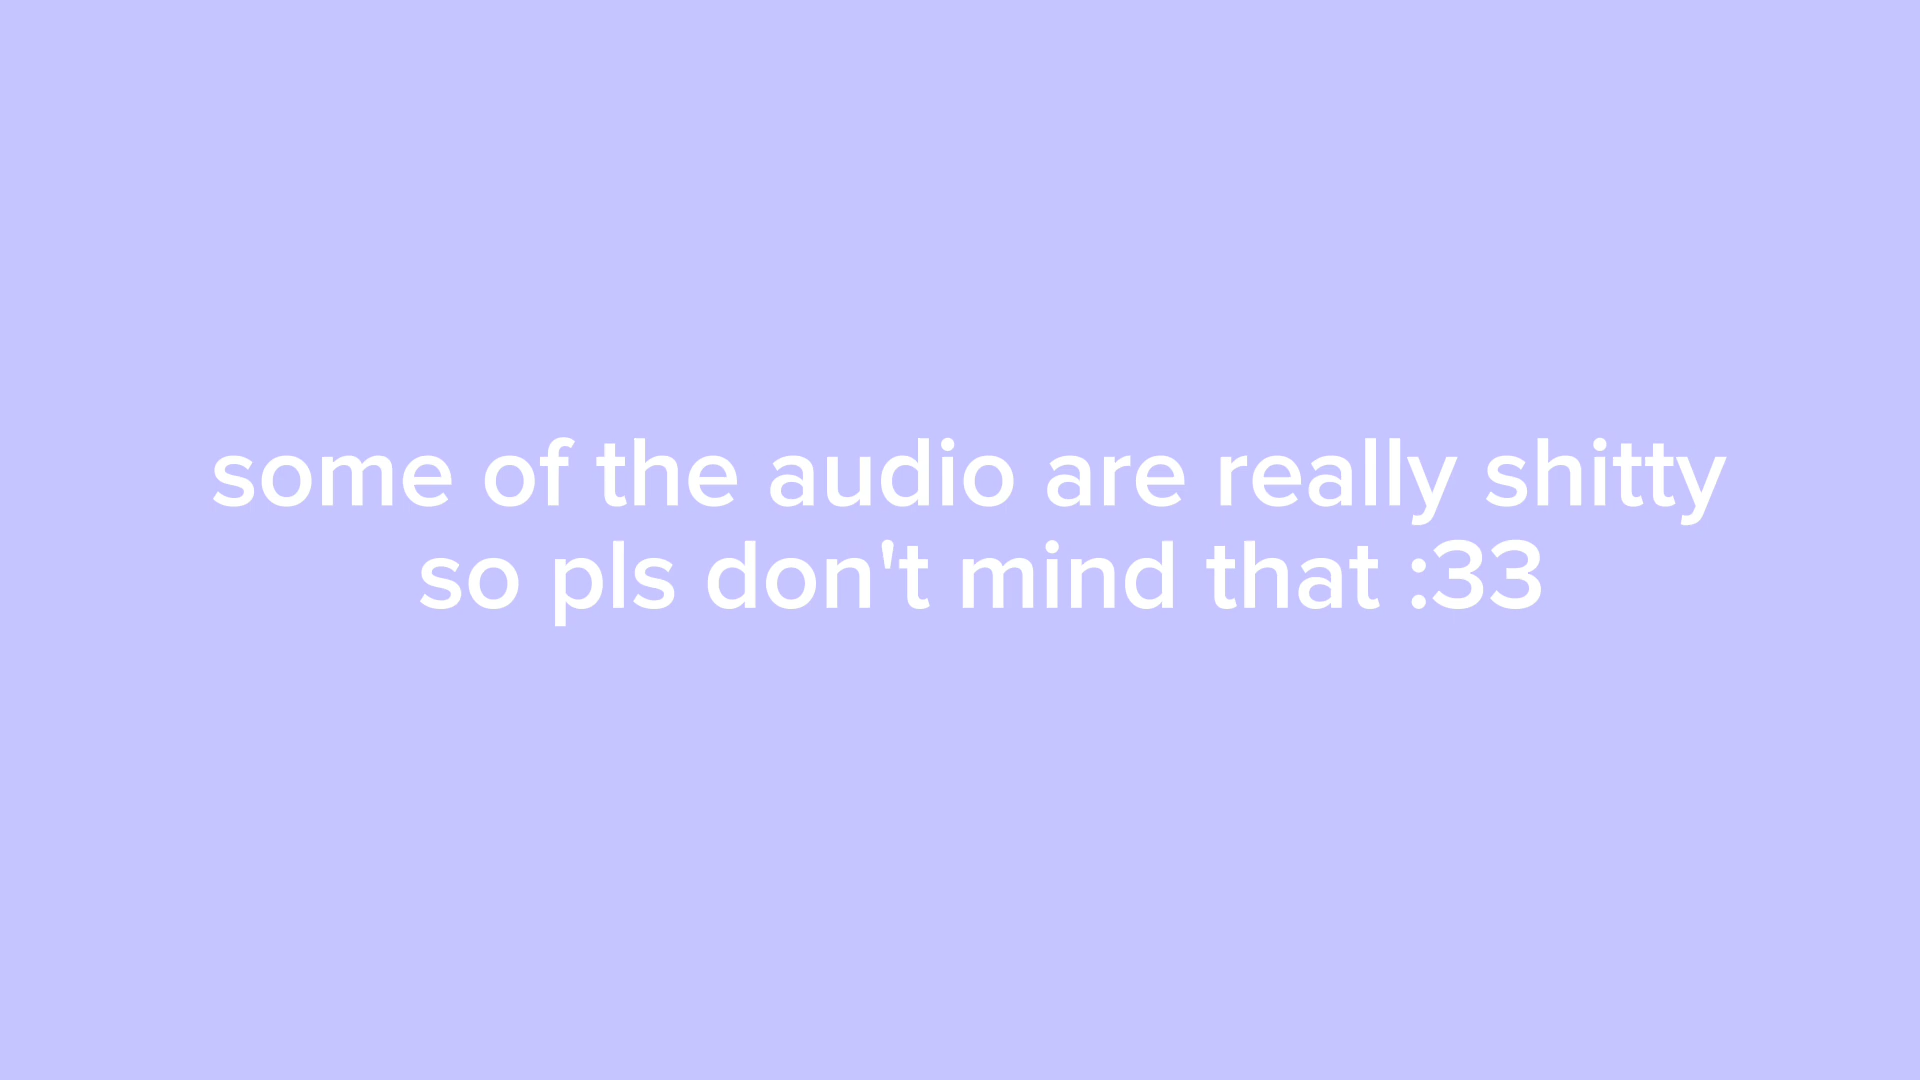 some of the audio are really shitty
so pls don't mind that :33